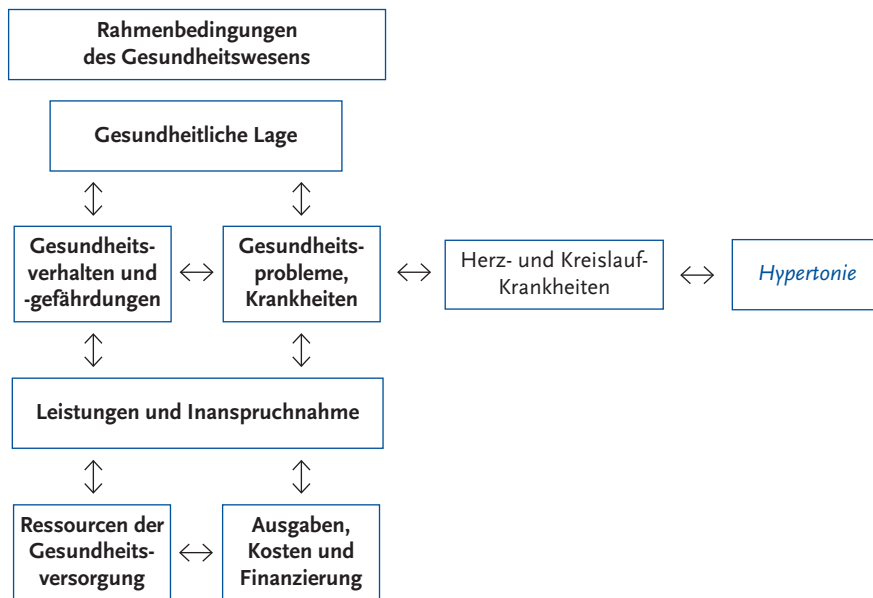 Rahmenbedingungen
des Gesundheitswesens
Gesundheitliche Lage
Gesundheits-
verhalten und
-gefährdungen
Gesundheits-
probleme,
Krankheiten
Herz- und Kreislauf-
Krankheiten
Hypertonie
Leistungen und Inanspruchnahme
Ressourcen der
Gesundheits-
versorgung
Ausgaben,
Kosten und
Finanzierung